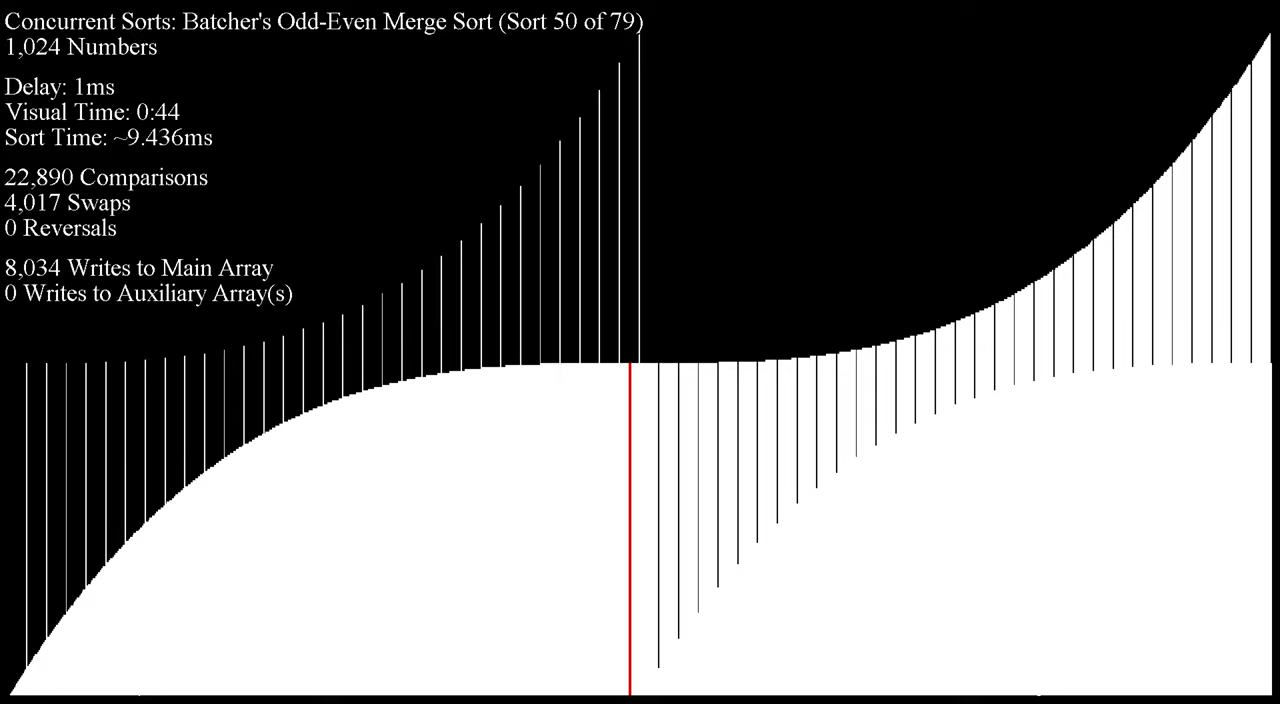 Concurrent Sorts: Batcher's Odd-Even Merge Sort (Sort 50 of 79)
1,024 Numbers
Delay: 1ms
Visual Time: 0:44
Sort Time: ~9.436ms
22,890 Comparisons
4,017 Swaps
0 Reversals
8,034 Writes to Main Array
0 Writes to Auxiliary Array(s)